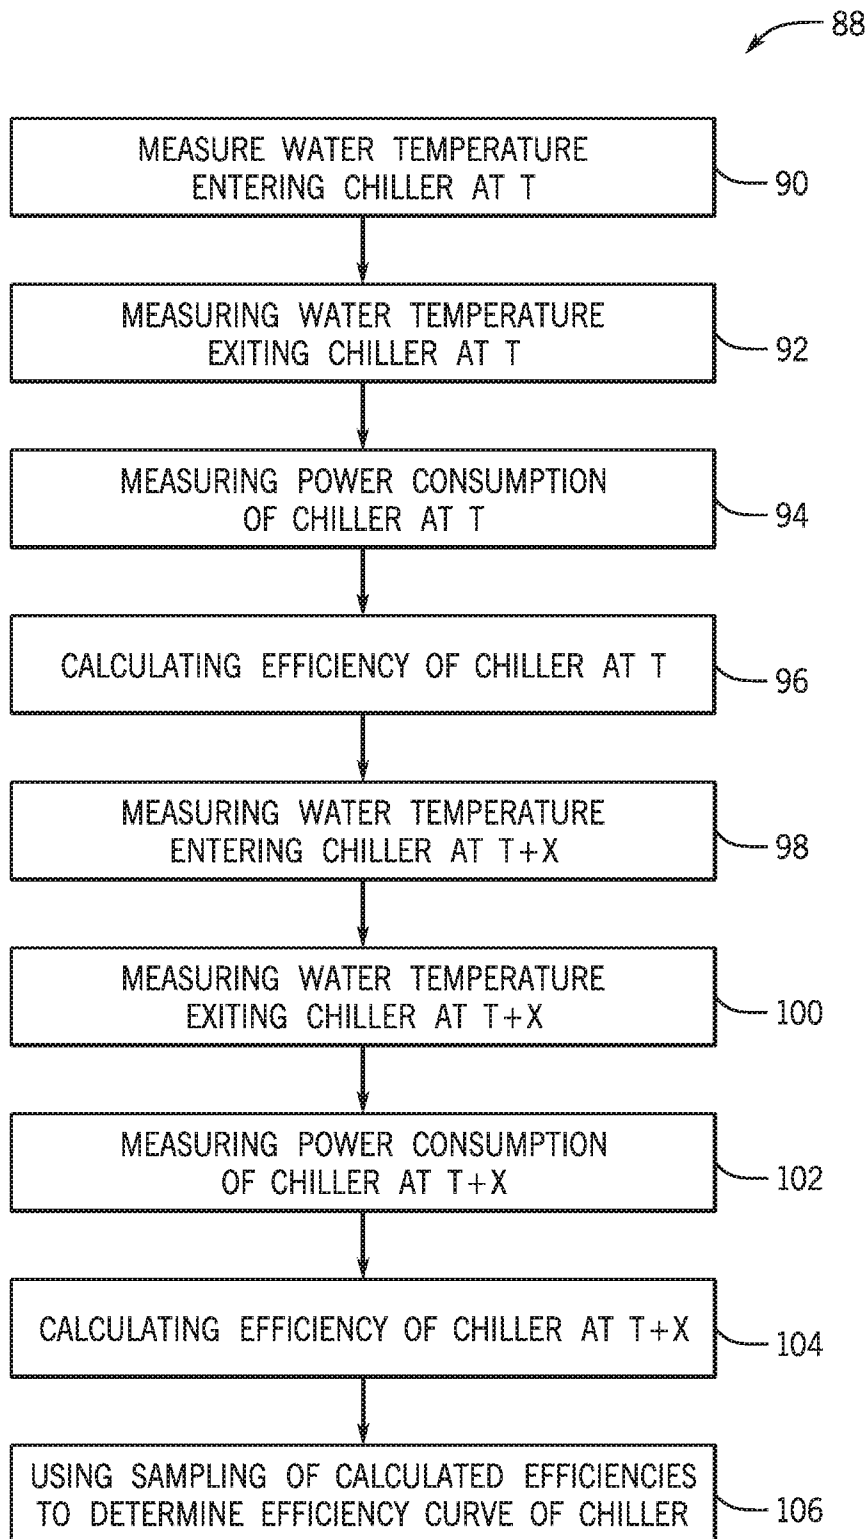 88
MEASURE WATER TEMPERATURE
ENTERING CHILLER AT T
90
MEASURING WATER TEMPERATURE
EXITING CHILLER AT T
92
MEASURING POWER CONSUMPTION
OF CHILLER AT T
94
CALCULATING EFFICIENCY OF CHILLER AT T
96
MEASURING WATER TEMPERATURE
ENTERING CHILLER AT T+X
98
MEASURING WATER TEMPERATURE
EXITING CHILLER AT T+X
100
MEASURING POWER CONSUMPTION
OF CHILLER AT T+X
102
CALCULATING EFFICIENCY OF CHILLER AT T+X
104
USING SAMPLING OF CALCULATED EFFICIENCIES
TO DETERMINE EFFICIENCY CURVE OF CHILLER
106